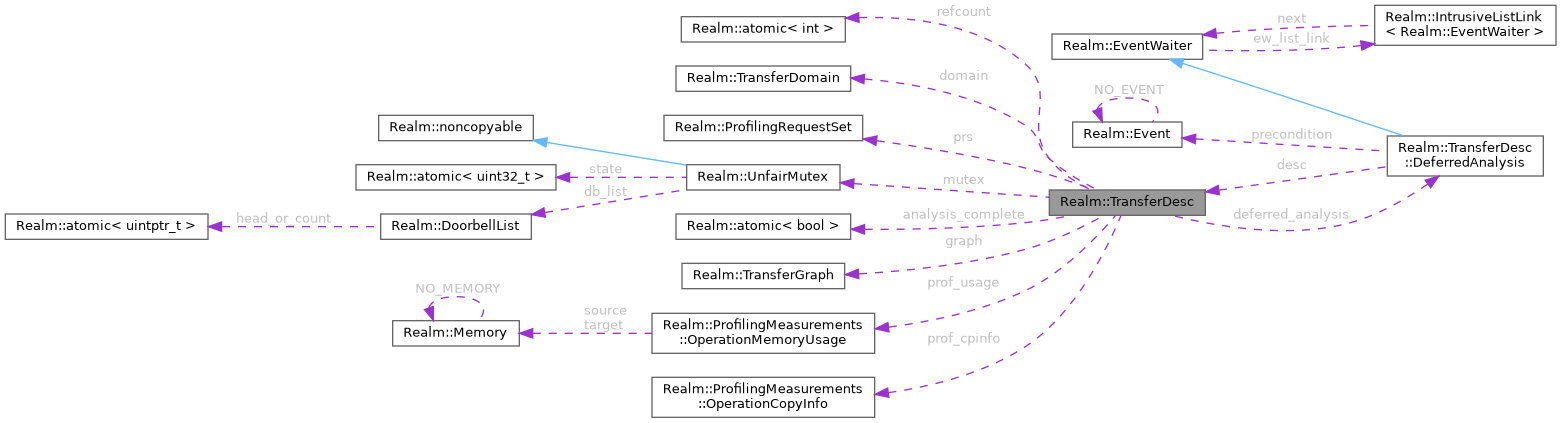 refcount
Realm::atomic< int >
Realm::IntrusiveListLink
< Realm::EventWaiter >
next
ew_list_link
Realm::EventWaiter
Realm::TransferDomain
domain
NO_EVENT
Realm::Event
Realm::noncopyable
Realm::ProfilingRequestSet
prs
precondition
Realm::TransferDesc
::DeferredAnalysis
state
Realm::atomic< uint32_t >
Realm::UnfairMutex
mutex
desc
db_list
Realm::TransferDesc
head_or_count
Realm::atomic< uintptr_t >
Realm::DoorbellList
Realm::atomic< bool >
analysis_complete
deferred_analysis
graph
Realm::TransferGraph
NO_MEMORY
prof_usage
Realm::Memory
source
target
Realm::ProfilingMeasurements
::OperationMemoryUsage
prof_cpinfo
Realm::ProfilingMeasurements
::OperationCopyInfo